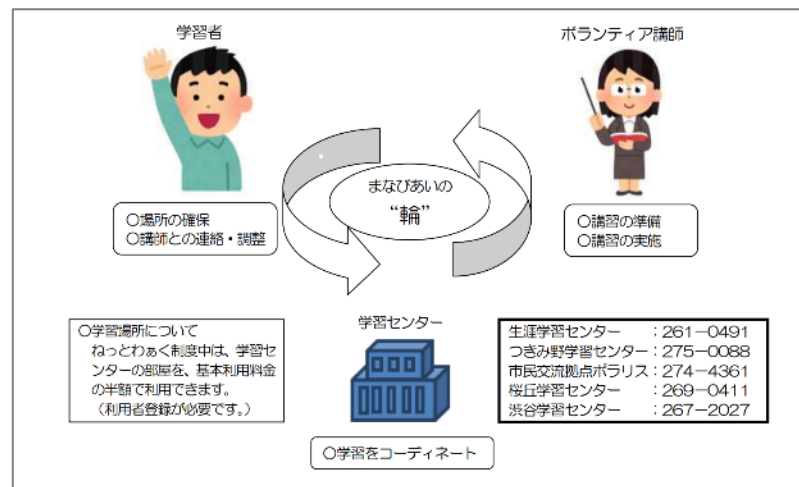 学習者
ボランティア講師
まなびあいの
“輪”
○場所の確保
○講師との連絡・調整
○講習の準備
○講習の実施
○学習場所について
ねっとわぁく制度中は、学習セ
ンターの部屋を、基本利用料金
の半額で利用できます。
（利用者登録が必要です。）
学習センター
○学習をコーディネート
生涯学習センター　：261－0491
つきみ野学習センター：275－0088
市民交流拠点ポラリス：274－4361
桜丘学習センター　：269－0411
渋谷学習センター　：267－2027